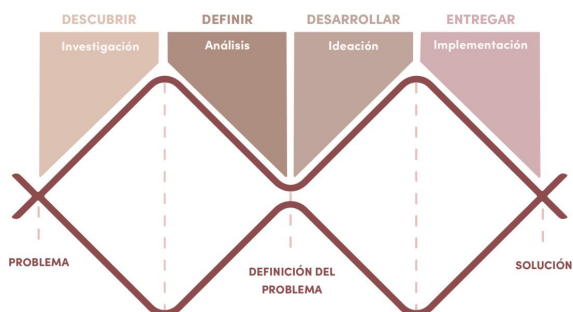 DESCUBRIR
DEFINIR
DESARROLLAR
ENTREGAR
Investigación
Análisis
Ideación
Implementación
PROBLEMA
DEFINICIÓN DEL
PROBLEMA
SOLUCIÓN